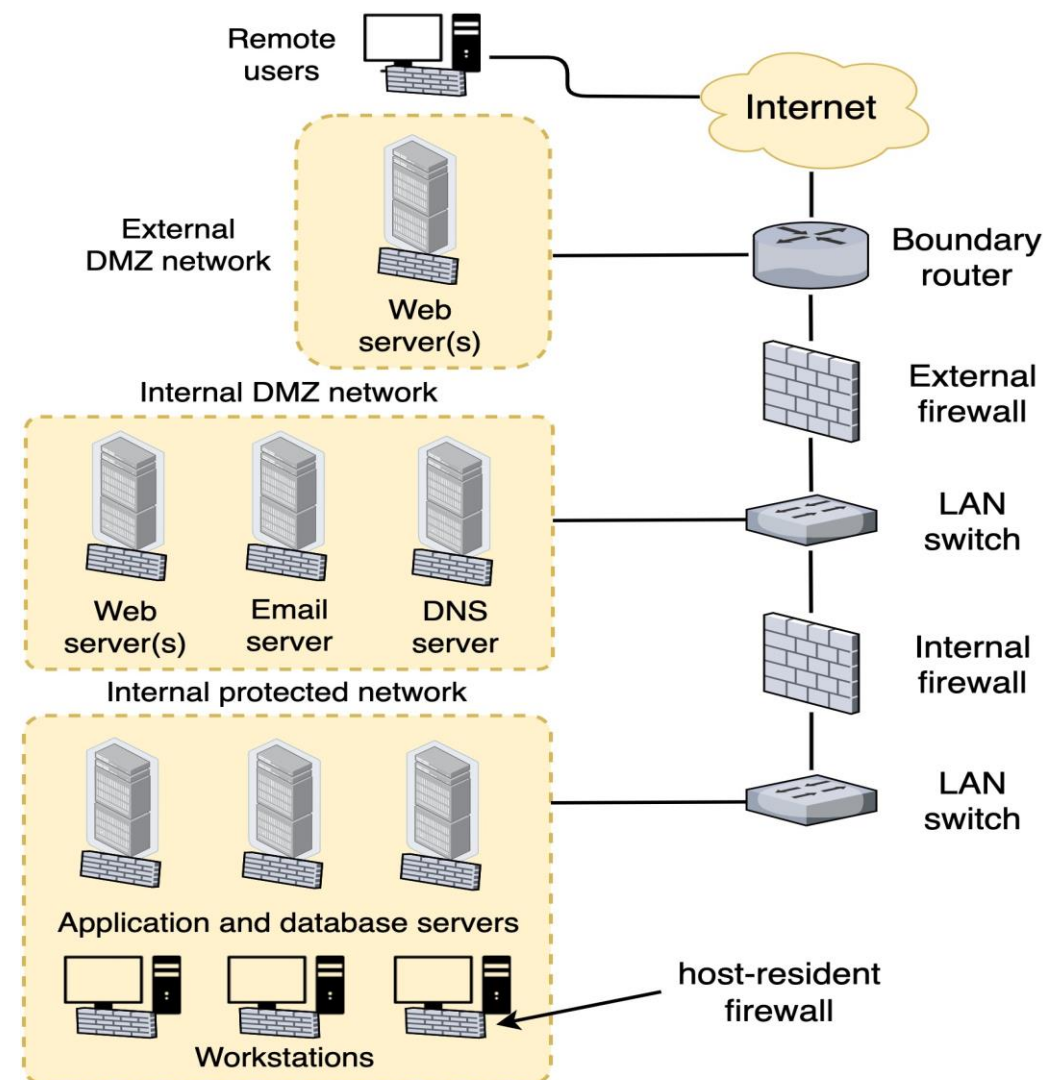 Remote
users
Internet
External
DMZ network
Web
server(s)
Boundary
router
External
firewall
Internal DMZ network
Web
server(s)
Email
server
DNS
server
LAN
switch
Internal
firewall
Internal protected network
LAN
switch
Application and database servers
Workstations
host-resident
firewall